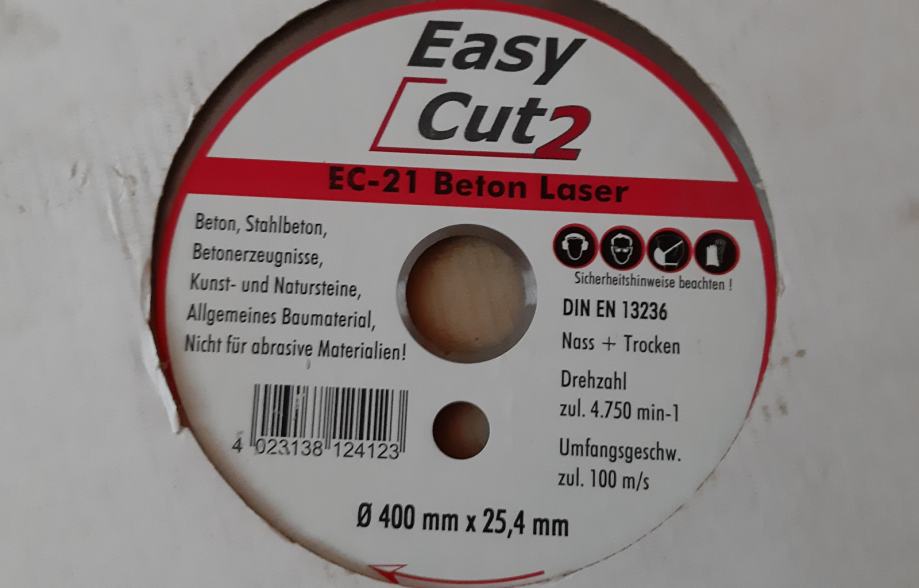 Easy
Cut2
EC-21 Beton Laser
Beton, Stahlbeton,
Betonerzeugnisse,
Kunst- und Natursteine,
Allgemeines Baumaterial,
Nicht für abrasive Materialien!
Sicherheitshinweise beachten !
DIN EN 13236
Nass + Trocken
Drehzahl
zul. 4.750 min-1
Umfangsgeschw.
zul. 100 m/s
4 023138 124123
Ø 400 mm x 25,4 mm